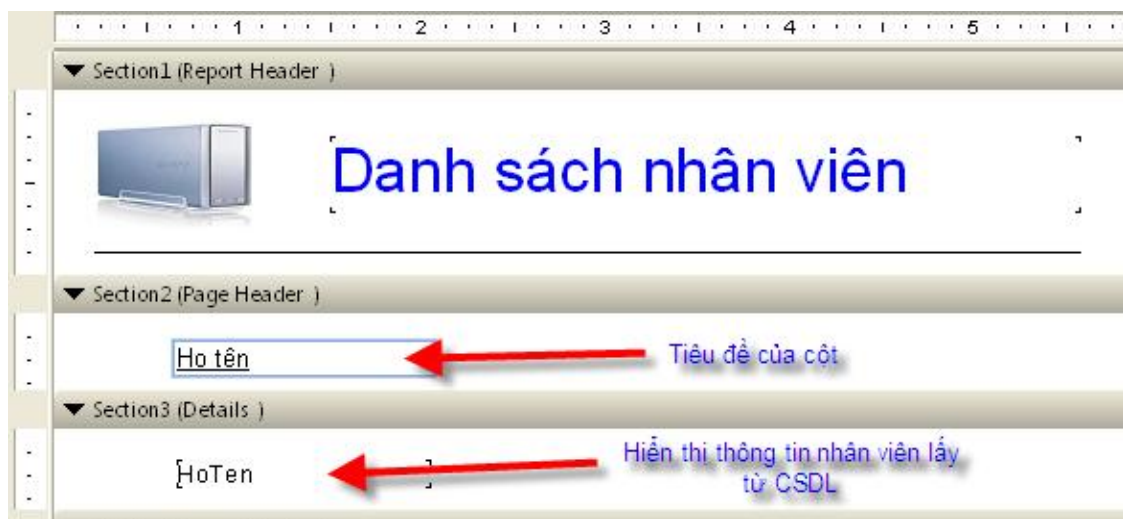 1 2 3 4 5
Section1 (Report Header )
Danh sách nhân viên
Section2 (Page Header )
Họ tên
Tiêu đề của cột
Section3 (Details )
HoTen
Hiển thị thông tin nhân viên lấy
từ CSDL